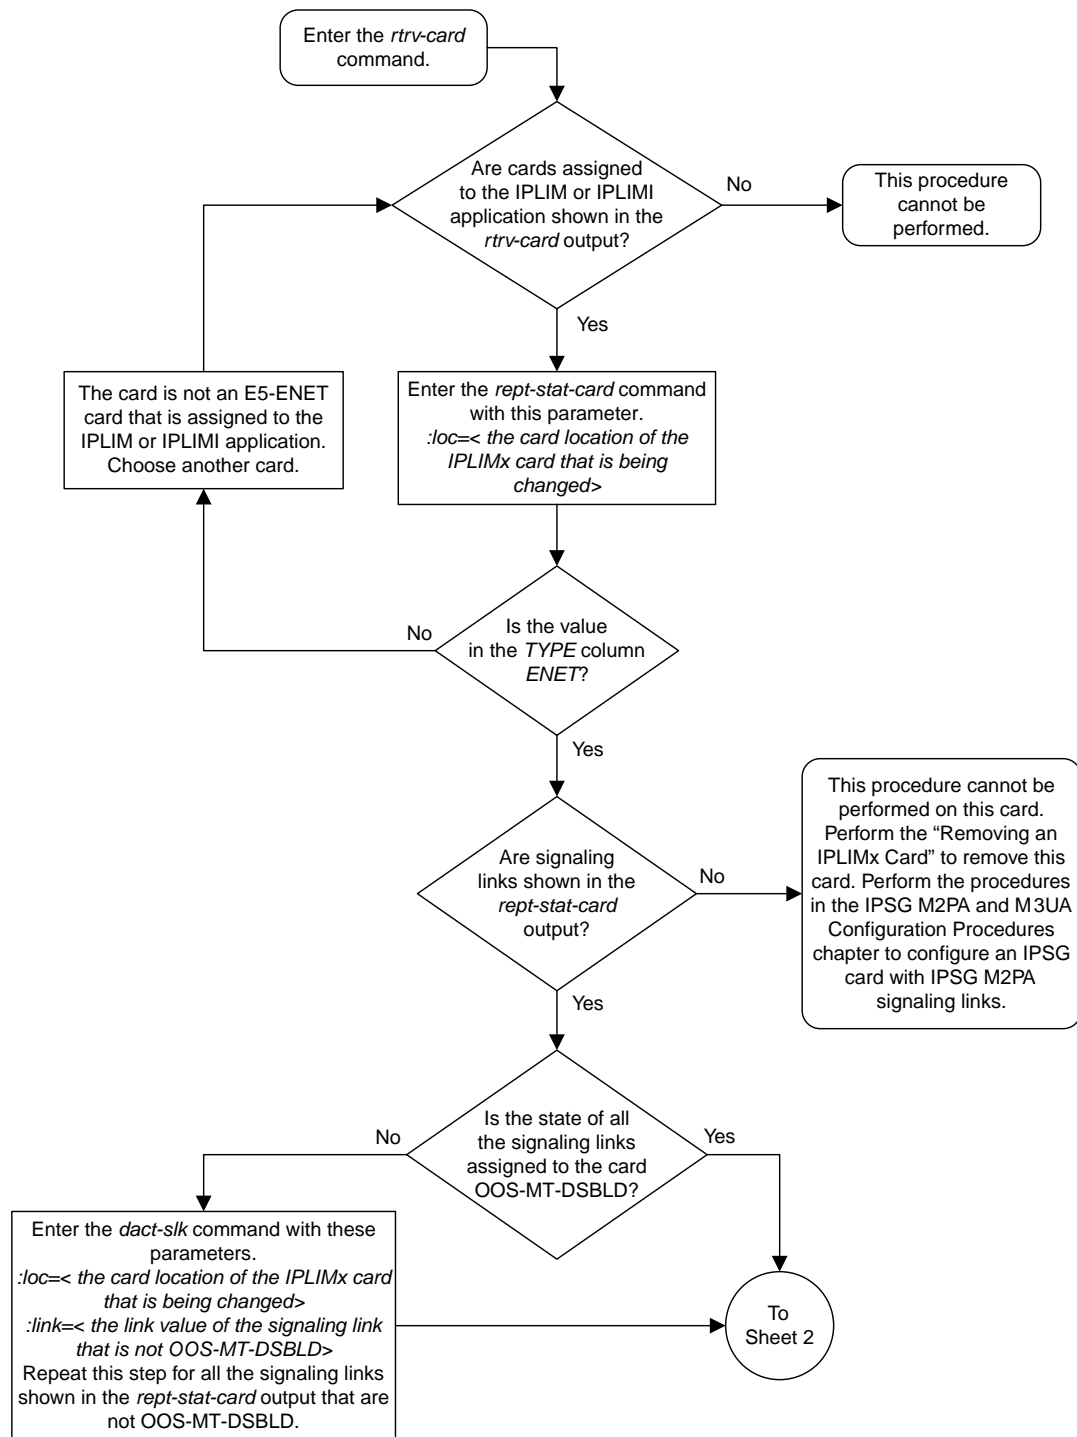 Enter the rtrv-card
command.
Are cards assigned
to the IPLIM or IPLIMI
application shown in the
rtrv-card output?
No
This procedure
cannot be
performed.
Yes
The card is not an E5-ENET
card that is assigned to the
IPLIM or IPLIMI application.
Choose another card.
Enter the rept-stat-card command
with this parameter.
:loc=< the card location of the
IPLIMx card that is being
changed>
No
Is the value
in the TYPE column
ENET?
Yes
Are signaling
links shown in the
rept-stat-card
output?
No
This procedure cannot be
performed on this card.
Perform the “Removing an
IPLIMx Card” to remove this
card. Perform the procedures
in the IPSG M2PA and M3UA
Configuration Procedures
chapter to configure an IPSG
card with IPSG M2PA
signaling links.
Yes
No
Is the state of all
the signaling links
assigned to the card
OOS-MT-DSBLD?
Yes
Enter the dact-slk command with these
parameters.
:loc=< the card location of the IPLIMx card
that is being changed>
:link=< the link value of the signaling link
that is not OOS-MT-DSBLD>
Repeat this step for all the signaling links
shown in the rept-stat-card output that are
not OOS-MT-DSBLD.
To
Sheet 2